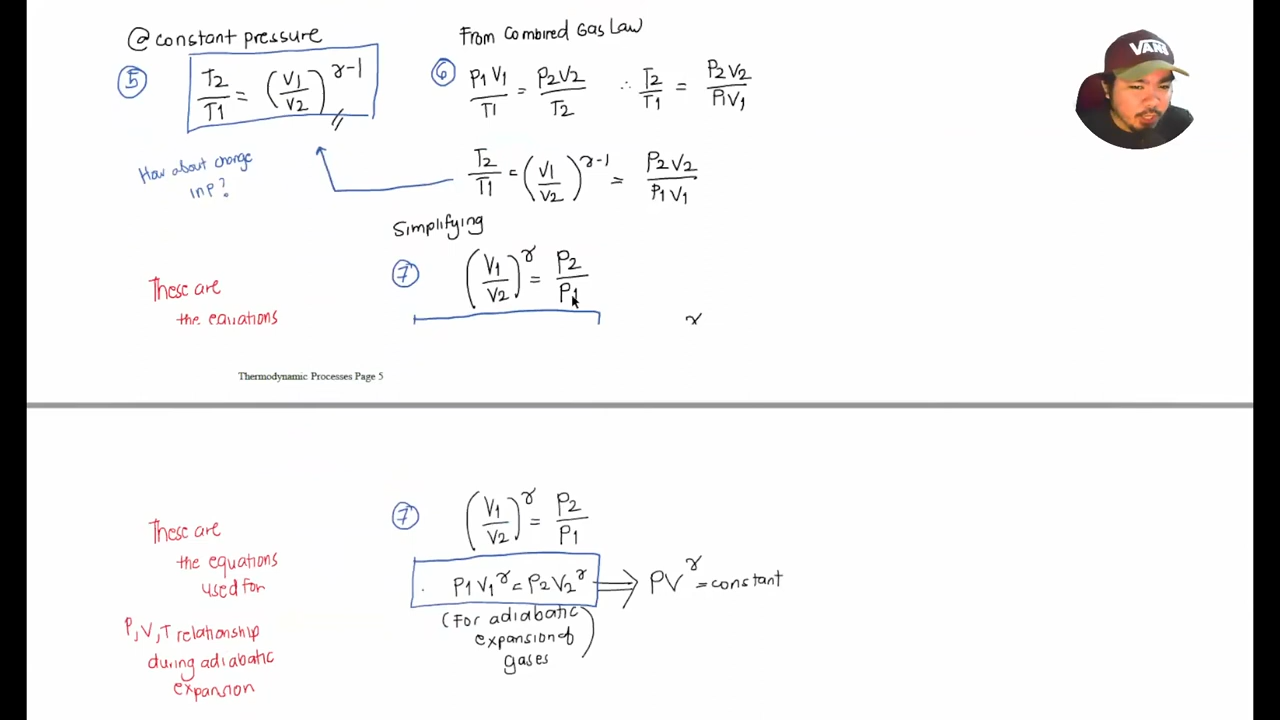 @ constant pressure
⑤ T2/T1 = (V1/V2)^γ-1
How about change
in P?
From Combined Gas Law
⑥ P1V1/T1 = P2V2/T2 ∴ T2/T1 = P2V2/P1V1
T2/T1 = (V1/V2)^γ-1 = P2V2/P1V1
Simplifying
⑦ (V1/V2)^γ = P2/P1
These are
the equations
γ
Thermodynamic Processes Page 5
⑦ (V1/V2)^γ = P2/P1
These are
the equations
used for
P,V,T relationship
during adiabatic
expansion
P1V1^γ = P2V2^γ ⟹ PV^γ = constant
(For adiabatic
expansion of
gases)
VANS